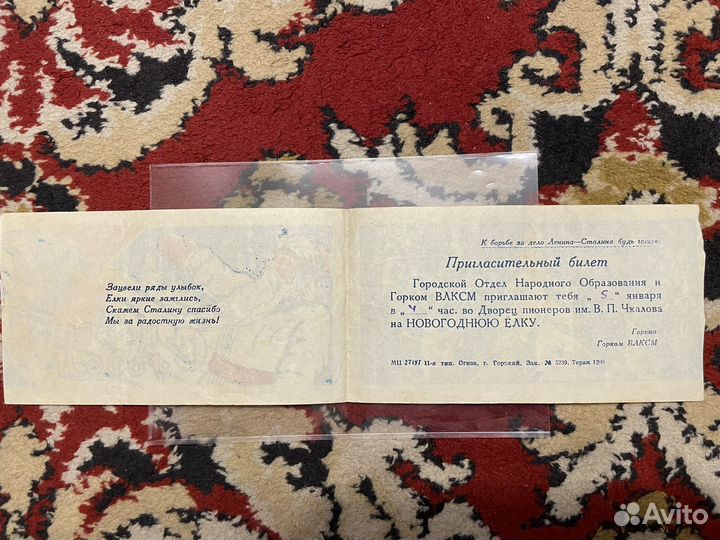 Зацвели ряды улыбок,
Елки яркие зажглись,
Скажем Сталину спасибо
Мы за радостную жизнь!
К борьбе за дело Ленина—Сталина будь готов!
Пригласительный билет
Городской Отдел Народного Образования и
Горком ВЛКСМ приглашают тебя „ 5 " января
в „ 4 " час. во Дворец пионеров им. В. П. Чкалова
на НОВОГОДНЮЮ ЁЛКУ.
Гороно
Горком ВЛКСМ
МЦ 27197 11-я тип. Огиза, г. Горький, Зак. № 5239. Тираж 1200
Avito